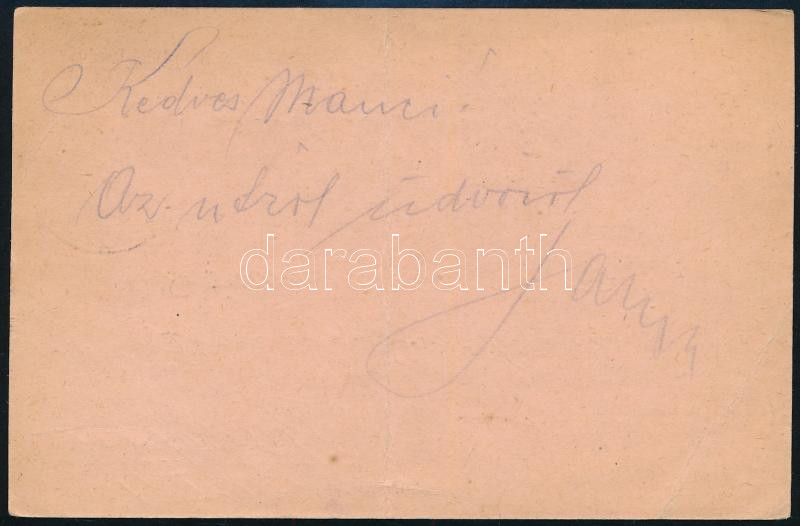 Kedves Manci!
Az útról üdvözöl
darabanth